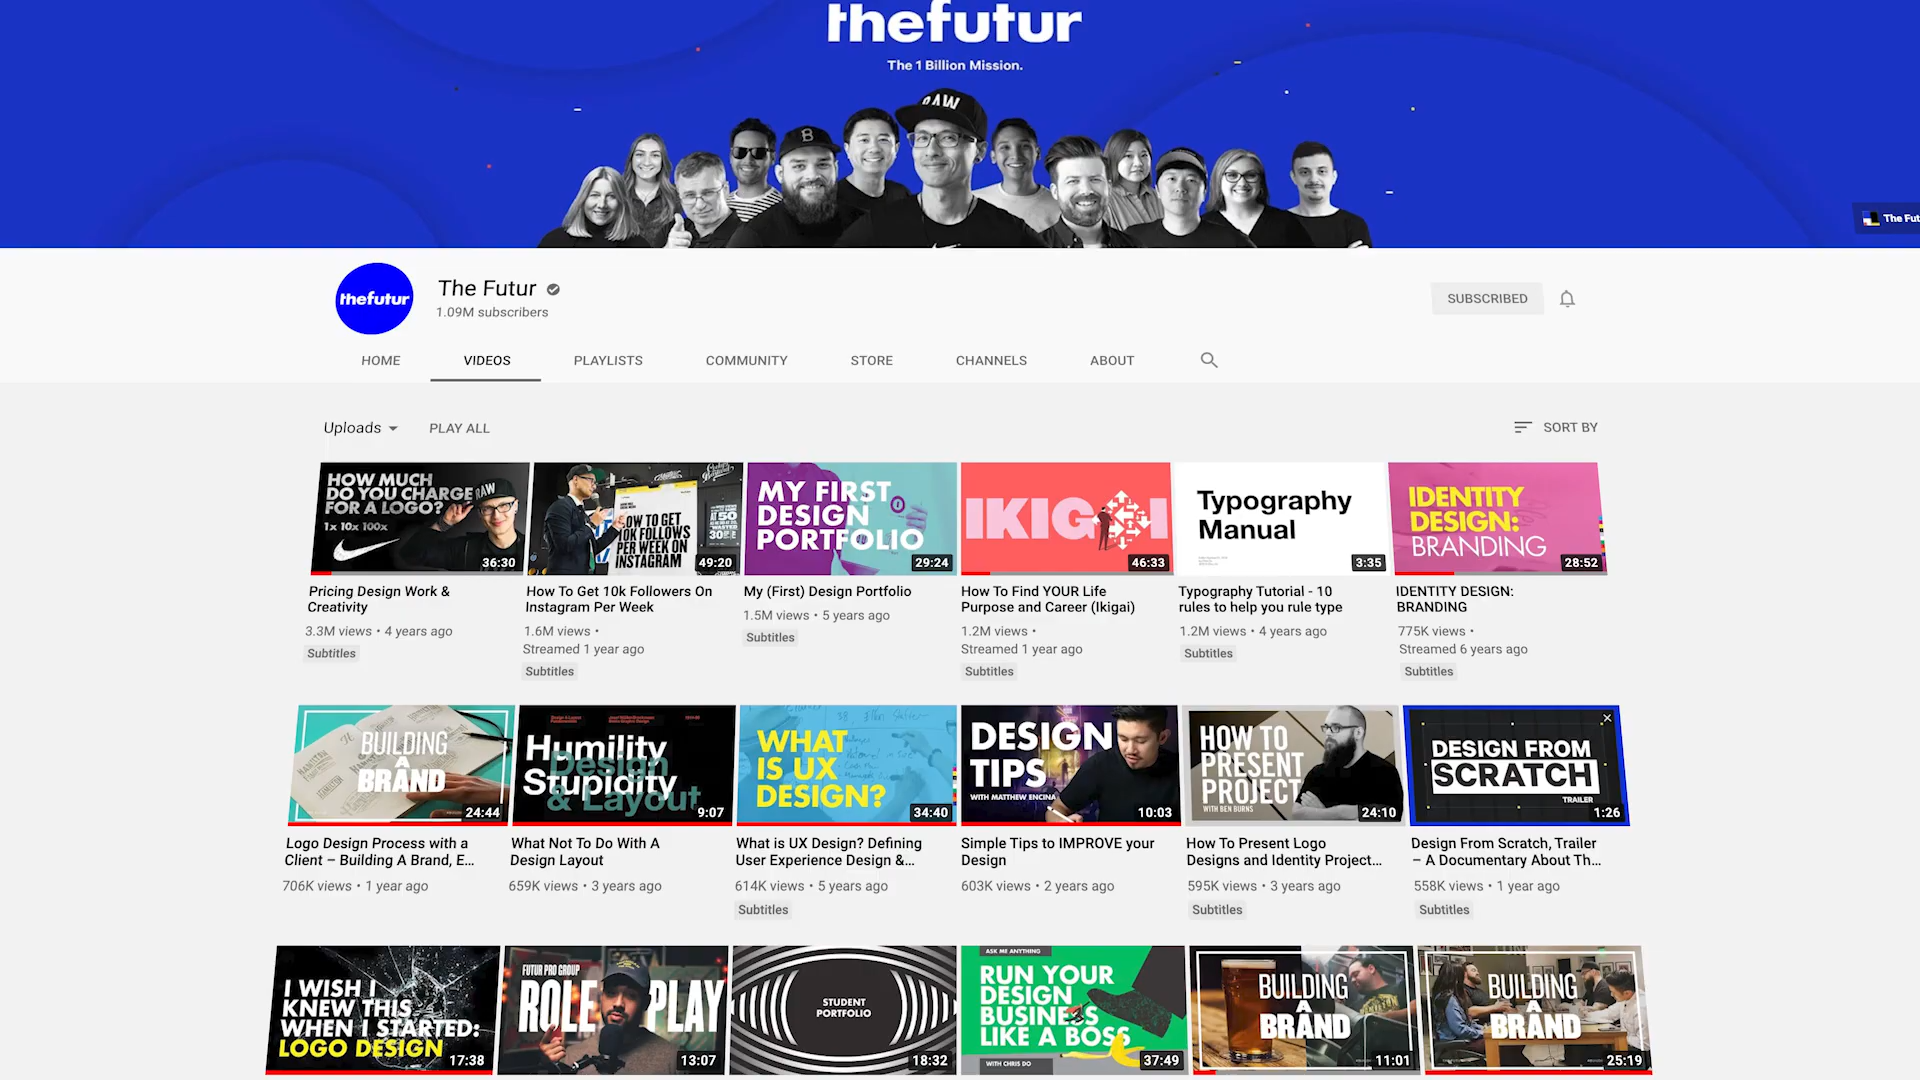 thefutur
The 1 Billion Mission.
RAW
B
The Fut
thefutur
The Futur
1.09M subscribers
SUBSCRIBED
HOME
VIDEOS
PLAYLISTS
COMMUNITY
STORE
CHANNELS
ABOUT
Uploads
PLAY ALL
SORT BY
HOW MUCH
DO YOU CHARGE
FOR A LOGO?
1x 10x 100x
RAW
36:30
HOW TO GET
10K FOLLOWS
PER WEEK ON
INSTAGRAM
49:20
MY FIRST
DESIGN
PORTFOLIO
29:24
IKIGAI
46:33
Typography
Manual
3:35
IDENTITY
DESIGN:
BRANDING
28:52
Pricing Design Work &
Creativity
3.3M views • 4 years ago
Subtitles
How To Get 10k Followers On
Instagram Per Week
1.6M views •
Streamed 1 year ago
Subtitles
My (First) Design Portfolio
1.5M views • 5 years ago
Subtitles
How To Find YOUR Life
Purpose and Career (Ikigai)
1.2M views •
Streamed 1 year ago
Subtitles
Typography Tutorial - 10
rules to help you rule type
1.2M views • 4 years ago
Subtitles
IDENTITY DESIGN:
BRANDING
775K views •
Streamed 6 years ago
Subtitles
BUILDING
A
BRAND
24:44
Humility
Design
Stupidity
& Layout
9:07
WHAT
IS UX
DESIGN?
34:40
DESIGN
TIPS
WITH MATTHEW ENCINA
10:03
HOW TO
PRESENT
PROJECT
WITH BEN BURNS
24:10
DESIGN FROM
SCRATCH
TRAILER
1:26
Logo Design Process with a
Client – Building A Brand, E...
706K views • 1 year ago
What Not To Do With A
Design Layout
659K views • 3 years ago
What is UX Design? Defining
User Experience Design &...
614K views • 5 years ago
Subtitles
Simple Tips to IMPROVE your
Design
603K views • 2 years ago
How To Present Logo
Designs and Identity Project...
595K views • 3 years ago
Subtitles
Design From Scratch, Trailer
– A Documentary About Th...
558K views • 1 year ago
Subtitles
I WISH I
KNEW THIS
WHEN I STARTED:
LOGO DESIGN
17:38
FUTUR PRO GROUP
ROLE PLAY
13:07
STUDENT
PORTFOLIO
18:32
ASK ME ANYTHING
RUN YOUR
DESIGN
BUSINESS
LIKE A BOSS
WITH CHRIS DO
37:49
BUILDING
A
BRAND
11:01
BUILDING
A
BRAND
25:19